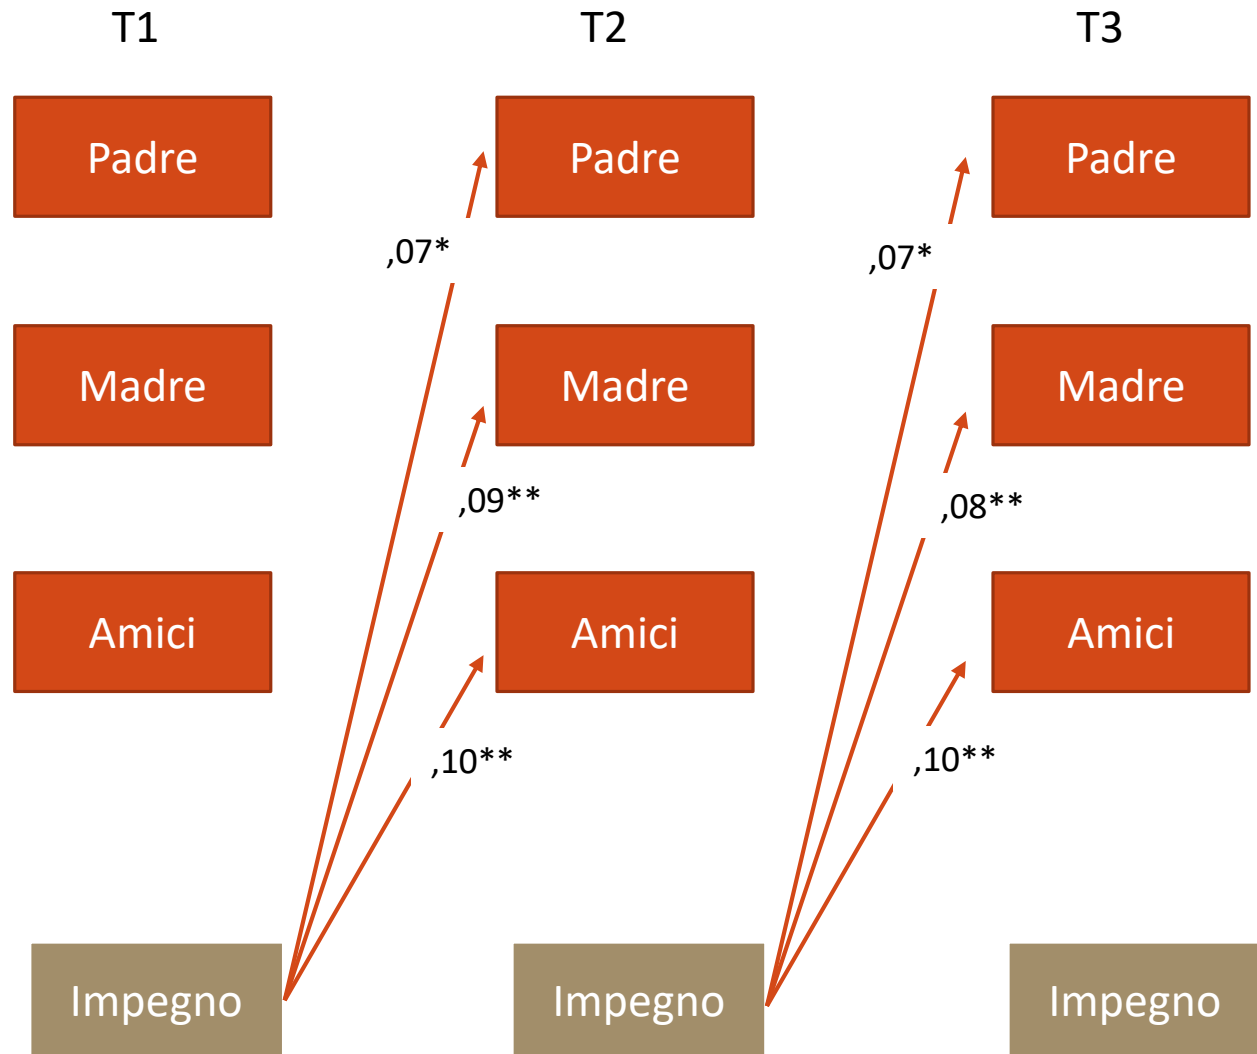 T1 T2 T3
Padre Padre Padre
,07* ,07*
Madre Madre Madre
,09** ,08**
Amici Amici Amici
,10** ,10**
Impegno Impegno Impegno